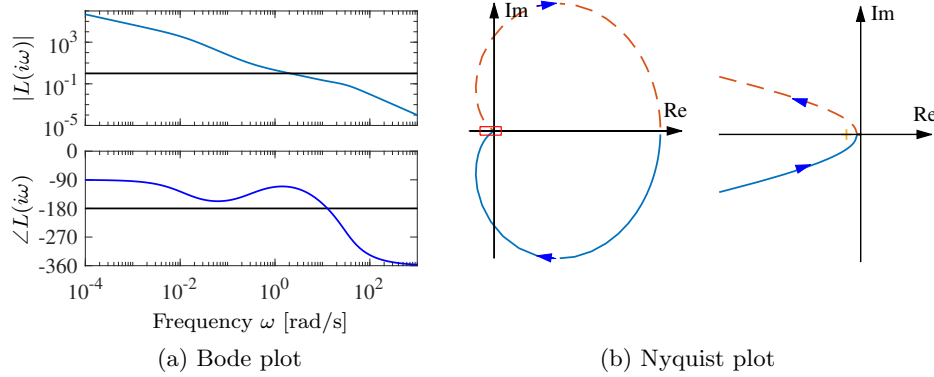 |L(iω)|
10^3
10^-1
10^-5
∠L(iω)
0
-90
-180
-270
-360
10^-4
10^-2
10^0
10^2
Frequency ω [rad/s]
(a) Bode plot
Im
Re
Im
Re
(b) Nyquist plot